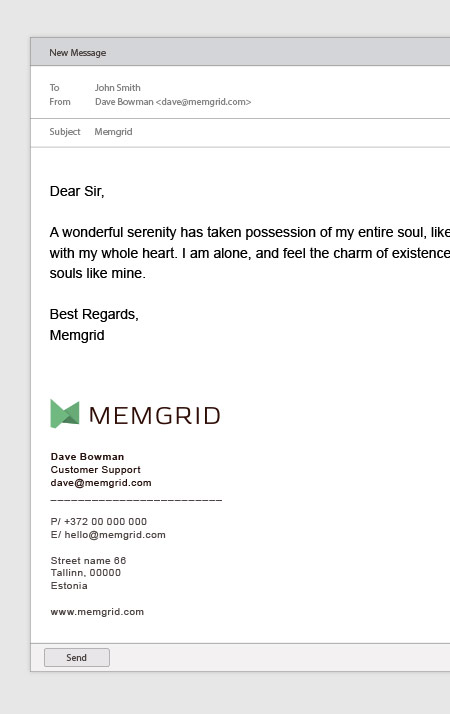 New Message
To John Smith
From Dave Bowman <dave@memgrid.com>
Subject Memgrid
Dear Sir,
A wonderful serenity has taken possession of my entire soul, like
with my whole heart. I am alone, and feel the charm of existence
souls like mine.
Best Regards,
Memgrid
MEMGRID
Dave Bowman
Customer Support
dave@memgrid.com
_________________________
P/ +372 00 000 000
E/ hello@memgrid.com
Street name 66
Tallinn, 00000
Estonia
www.memgrid.com
Send